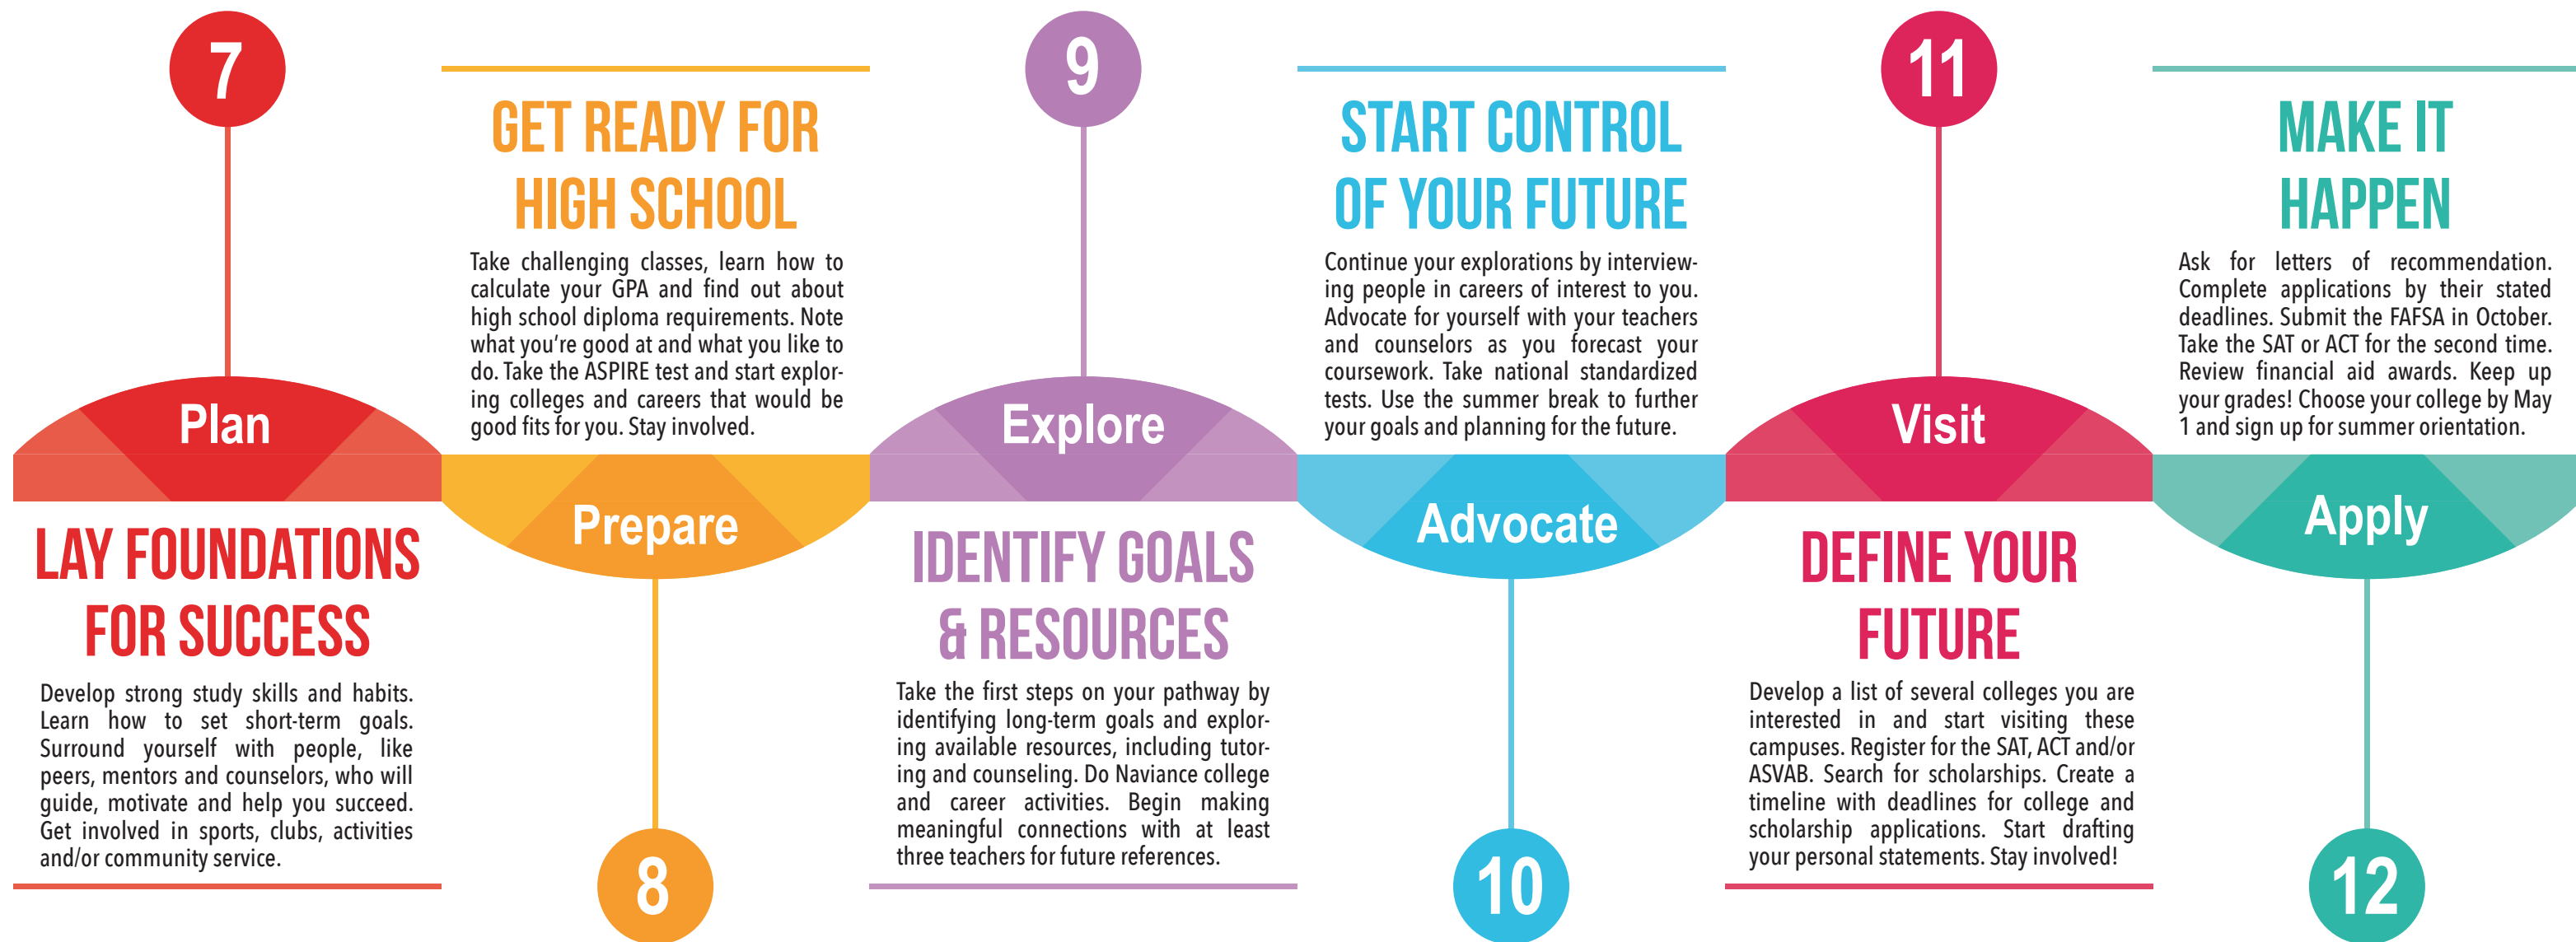 7
Plan
LAY FOUNDATIONS
FOR SUCCESS
Develop strong study skills and habits.
Learn how to set short-term goals.
Surround yourself with people, like
peers, mentors and counselors, who will
guide, motivate and help you succeed.
Get involved in sports, clubs, activities
and/or community service.
GET READY FOR
HIGH SCHOOL
Take challenging classes, learn how to
calculate your GPA and find out about
high school diploma requirements. Note
what you're good at and what you like to
do. Take the ASPIRE test and start explor-
ing colleges and careers that would be
good fits for you. Stay involved.
Prepare
8
9
Explore
IDENTIFY GOALS
& RESOURCES
Take the first steps on your pathway by
identifying long-term goals and explor-
ing available resources, including tutor-
ing and counseling. Do Naviance college
and career activities. Begin making
meaningful connections with at least
three teachers for future references.
START CONTROL
OF YOUR FUTURE
Continue your explorations by interview-
ing people in careers of interest to you.
Advocate for yourself with your teachers
and counselors as you forecast your
coursework. Take national standardized
tests. Use the summer break to further
your goals and planning for the future.
Advocate
10
11
Visit
DEFINE YOUR
FUTURE
Develop a list of several colleges you are
interested in and start visiting these
campuses. Register for the SAT, ACT and/or
ASVAB. Search for scholarships. Create a
timeline with deadlines for college and
scholarship applications. Start drafting
your personal statements. Stay involved!
MAKE IT
HAPPEN
Ask for letters of recommendation.
Complete applications by their stated
deadlines. Submit the FAFSA in October.
Take the SAT or ACT for the second time.
Review financial aid awards. Keep up
your grades! Choose your college by May
1 and sign up for summer orientation.
Apply
12